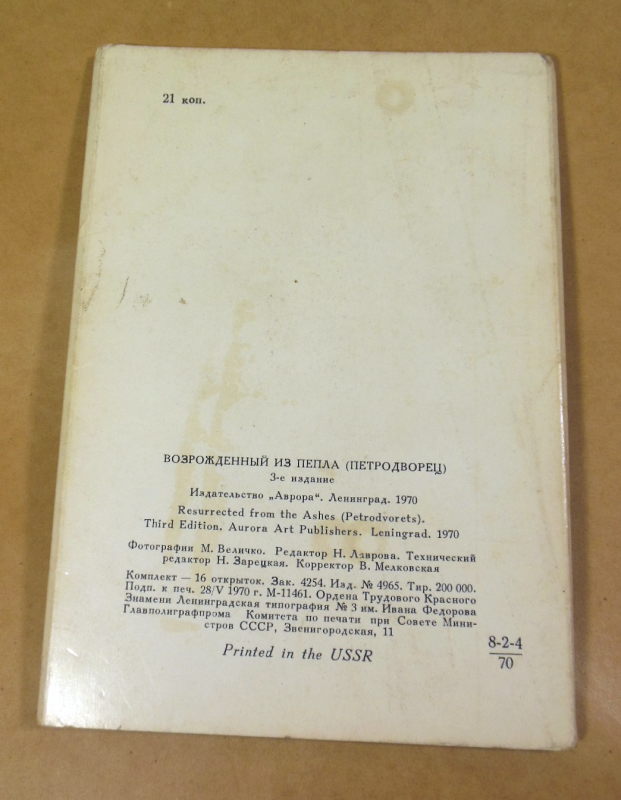 21 коп.
ВОЗРОЖДЕННЫЙ ИЗ ПЕПЛА (ПЕТРОДВОРЕЦ)
3-е издание
Издательство „Аврора“. Ленинград. 1970
Resurrected from the Ashes (Petrodvorets).
Third Edition. Aurora Art Publishers. Leningrad. 1970
Фотографии М. Величко. Редактор Н. Лаврова. Технический
редактор Н. Зарецкая. Корректор В. Мелковская
Комплект — 16 открыток. Зак. 4254. Изд. № 4965. Тир. 200 000.
Подп. к печ. 28/V 1970 г. М-11461. Ордена Трудового Красного
Знамени Ленинградская типография № 3 им. Ивана Федорова
Главполиграфпрома Комитета по печати при Совете Мини-
стров СССР, Звенигородская, 11
Printed in the USSR
8-2-4
70